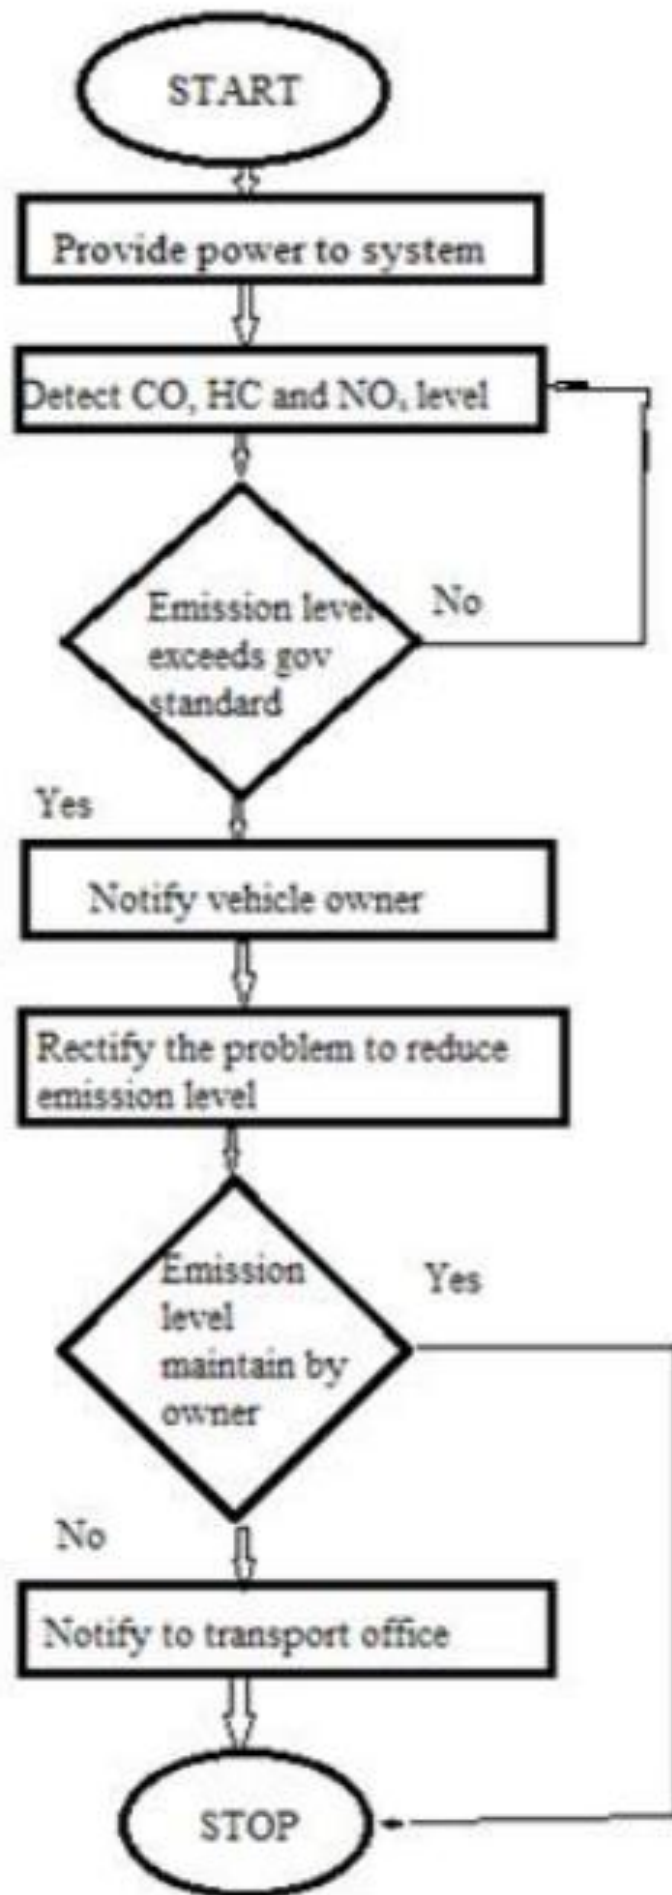 START
Provide power to system
Detect CO, HC and NOₓ level
No
Emission level
exceeds gov
standard
Yes
Notify vehicle owner
Rectify the problem to reduce
emission level
Yes
Emission
level
maintain by
owner
No
Notify to transport office
STOP